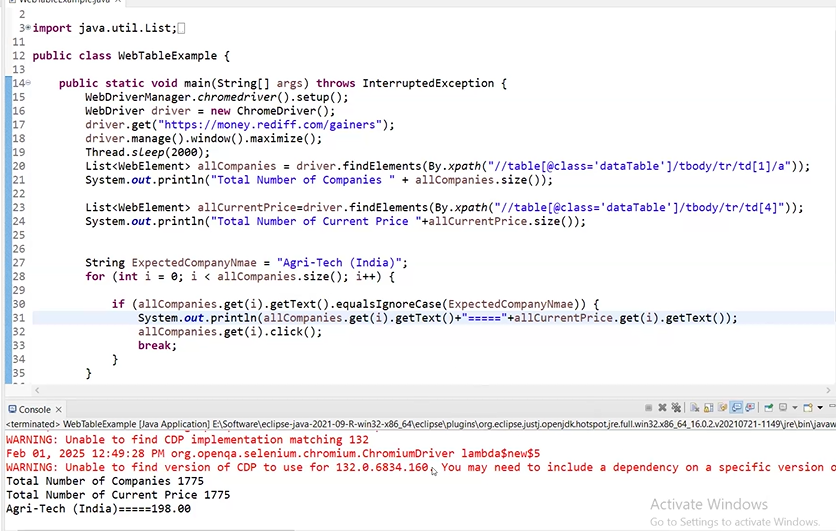 WebTableExample.java
2
3 import java.util.List;
11
12 public class WebTableExample {
13
14 public static void main(String[] args) throws InterruptedException {
15 WebDriverManager.chromedriver().setup();
16 WebDriver driver = new ChromeDriver();
17 driver.get("https://money.rediff.com/gainers");
18 driver.manage().window().maximize();
19 Thread.sleep(2000);
20 List<WebElement> allCompanies = driver.findElements(By.xpath("//table[@class='dataTable']/tbody/tr/td[1]/a"));
21 System.out.println("Total Number of Companies " + allCompanies.size());
22
23 List<WebElement> allCurrentPrice=driver.findElements(By.xpath("//table[@class='dataTable']/tbody/tr/td[4]"));
24 System.out.println("Total Number of Current Price "+allCurrentPrice.size());
25
26
27 String ExpectedCompanyNmae = "Agri-Tech (India)";
28 for (int i = 0; i < allCompanies.size(); i++) {
29
30 if (allCompanies.get(i).getText().equalsIgnoreCase(ExpectedCompanyNmae)) {
31 System.out.println(allCompanies.get(i).getText()+"====="+allCurrentPrice.get(i).getText());
32 allCompanies.get(i).click();
33 break;
34 }
35 }
Console
<terminated> WebTableExample [Java Application] E:\Software\eclipse-java-2021-09-R-win32-x86_64\eclipse\plugins\org.eclipse.justj.openjdk.hotspot.jre.full.win32.x86_64_16.0.2.v20210721-1149\jre\bin\javaw
WARNING: Unable to find CDP implementation matching 132
Feb 01, 2025 12:49:28 PM org.openqa.selenium.chromium.ChromiumDriver lambda$new$5
WARNING: Unable to find version of CDP to use for 132.0.6834.160. You may need to include a dependency on a specific version o
Total Number of Companies 1775
Total Number of Current Price 1775
Agri-Tech (India)=====198.00
Activate Windows
Go to Settings to activate Windows.